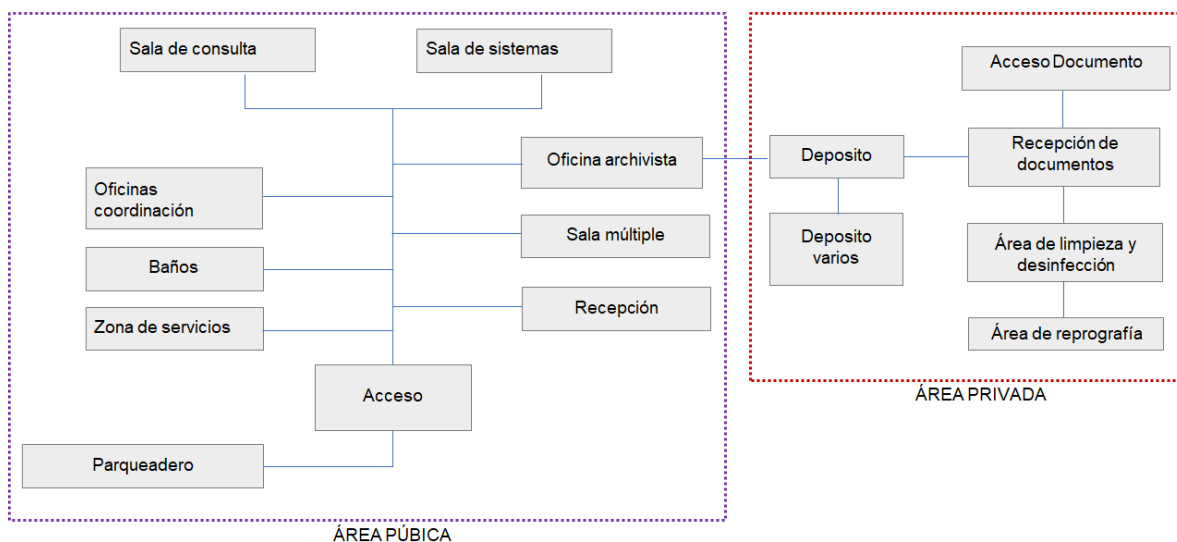 Sala de consulta
Sala de sistemas
Oficina archivista
Oficinas
coordinación
Sala múltiple
Baños
Recepción
Zona de servicios
Acceso
Parqueadero
ÁREA PÚBICA
Acceso Documento
Deposito
Recepción de
documentos
Deposito
varios
Área de limpieza y
desinfección
Área de reprografía
ÁREA PRIVADA